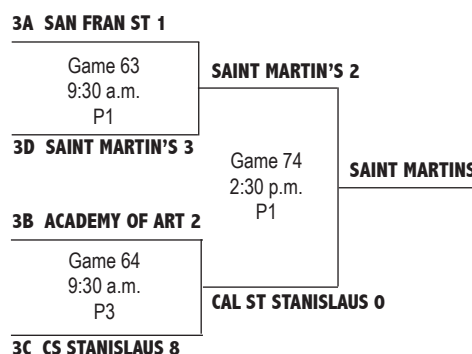 3A SAN FRAN ST 1
Game 63
9:30 a.m.
P1
3D SAINT MARTIN'S 3
SAINT MARTIN'S 2
Game 74
2:30 p.m.
P1
SAINT MARTINS
3B ACADEMY OF ART 2
Game 64
9:30 a.m.
P3
3C CS STANISLAUS 8
CAL ST STANISLAUS 0